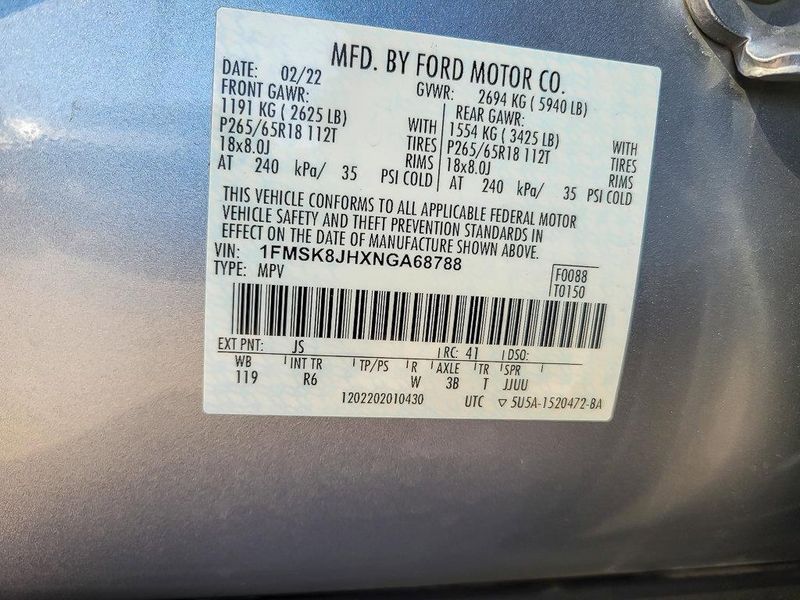 MFD. BY FORD MOTOR CO.
DATE: 02/22 GVWR: 2694 KG ( 5940 LB)
FRONT GAWR: REAR GAWR:
1191 KG ( 2625 LB) WITH 1554 KG ( 3425 LB) WITH
P265/65R18 112T TIRES P265/65R18 112T TIRES
18x8.0J RIMS 18x8.0J RIMS
AT 240 kPa/ 35 PSI COLD AT 240 kPa/ 35 PSI COLD
THIS VEHICLE CONFORMS TO ALL APPLICABLE FEDERAL MOTOR
VEHICLE SAFETY AND THEFT PREVENTION STANDARDS IN
EFFECT ON THE DATE OF MANUFACTURE SHOWN ABOVE.
VIN: 1FMSK8JHXNGA68788
TYPE: MPV F0088
T0150
EXT PNT: JS RC: 41 DSO:
WB INT TR TP/PS R AXLE TR SPR
119 R6 W 3B T JJUU
1202202010430 UTC ▽ 5U5A-1520472-BA